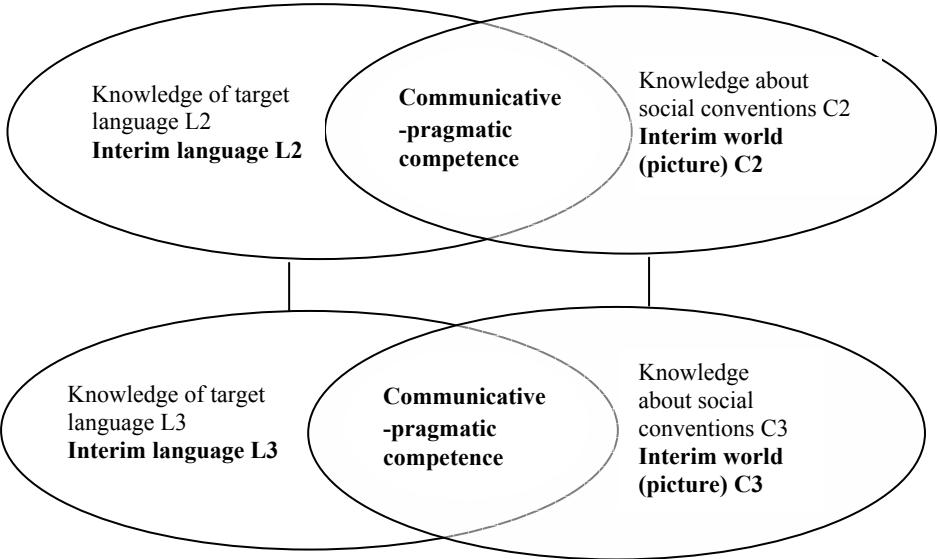 Knowledge of target
language L2
Interim language L2
Communicative
-pragmatic
competence
Knowledge about
social conventions C2
Interim world
(picture) C2
Knowledge of target
language L3
Interim language L3
Communicative
-pragmatic
competence
Knowledge
about social
conventions C3
Interim world
(picture) C3